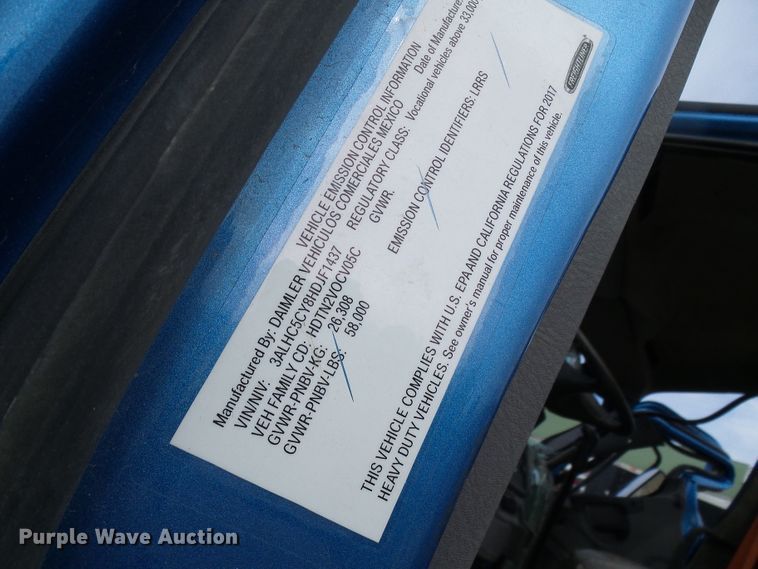 VEHICLE EMISSION CONTROL INFORMATION
Manufactured By: DAIMLER VEHICULOS COMERCIALES MEXICO Date of Manufacture
VIN/NIV: 3ALHC5CY8HDJF1437 REGULATORY CLASS: Vocational vehicles above 33,000
VEH FAMILY CD: HDTN2VOCV05C GVWR.
GVWR-PNBV-KG: 26,308
GVWR-PNBV-LBS: 58,000 EMISSION CONTROL IDENTIFIERS: LRRS
THIS VEHICLE COMPLIES WITH U.S. EPA AND CALIFORNIA REGULATIONS FOR 2017
HEAVY DUTY VEHICLES. See owner's manual for proper maintenance of this vehicle.
FREIGHTLINER
Purple Wave Auction